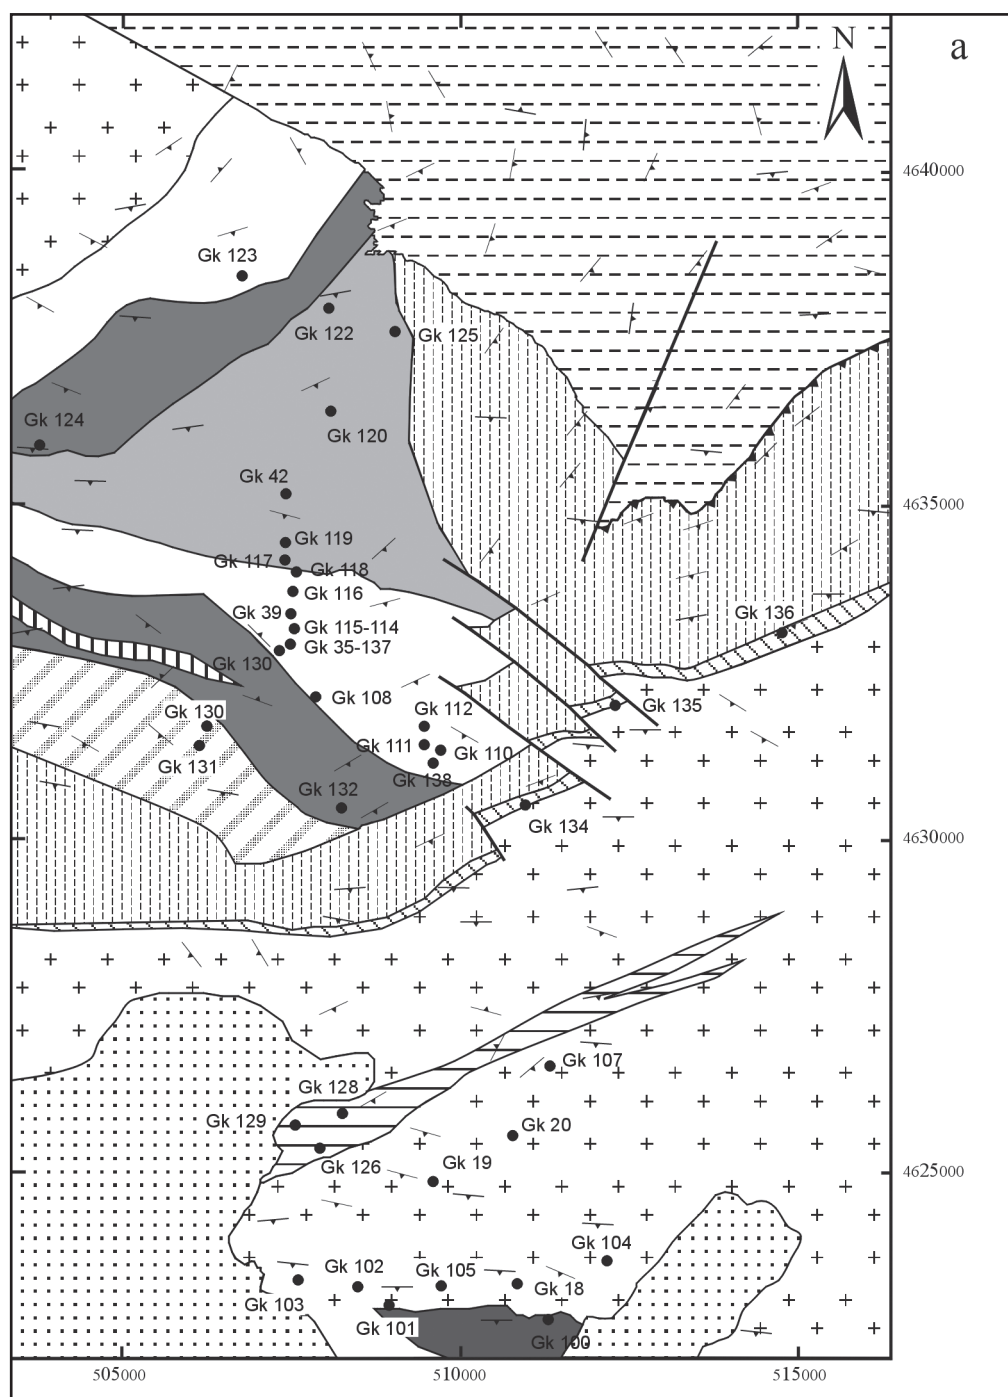 a
N
4640000
Gk 123
Gk 122
Gk 125
Gk 124
Gk 120
Gk 42
4635000
Gk 119
Gk 117
Gk 118
Gk 116
Gk 39
Gk 136
Gk 115-114
Gk 35-137
Gk 130
Gk 108
Gk 135
Gk 130
Gk 112
Gk 111
Gk 110
Gk 131
Gk 138
Gk 132
Gk 134
4630000
Gk 107
Gk 128
Gk 129
Gk 20
Gk 126
Gk 19
4625000
Gk 104
Gk 102
Gk 105
Gk 18
Gk 103
Gk 101
Gk 100
505000
510000
515000